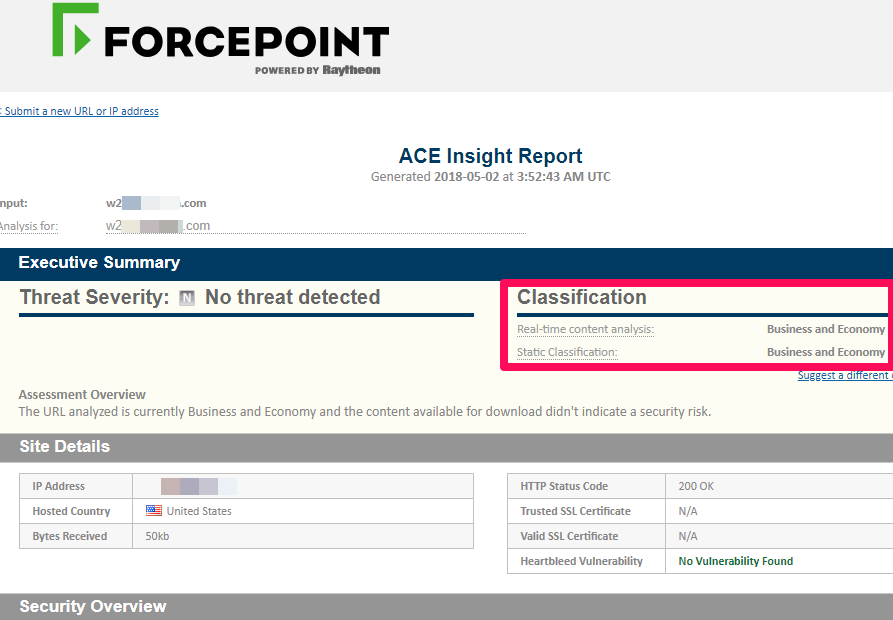 FORCEPOINT
POWERED BY Raytheon
Submit a new URL or IP address
ACE Insight Report
Generated 2018-05-02 at 3:52:43 AM UTC
nput: w2 .com
Analysis for: w2 .com
Executive Summary
Threat Severity: N No threat detected
Classification
Real-time content analysis: Business and Economy
Static Classification: Business and Economy
Suggest a different
Assessment Overview
The URL analyzed is currently Business and Economy and the content available for download didn't indicate a security risk.
Site Details
IP Address
Hosted Country United States
Bytes Received 50kb
HTTP Status Code 200 OK
Trusted SSL Certificate N/A
Valid SSL Certificate N/A
Heartbleed Vulnerability No Vulnerability Found
Security Overview